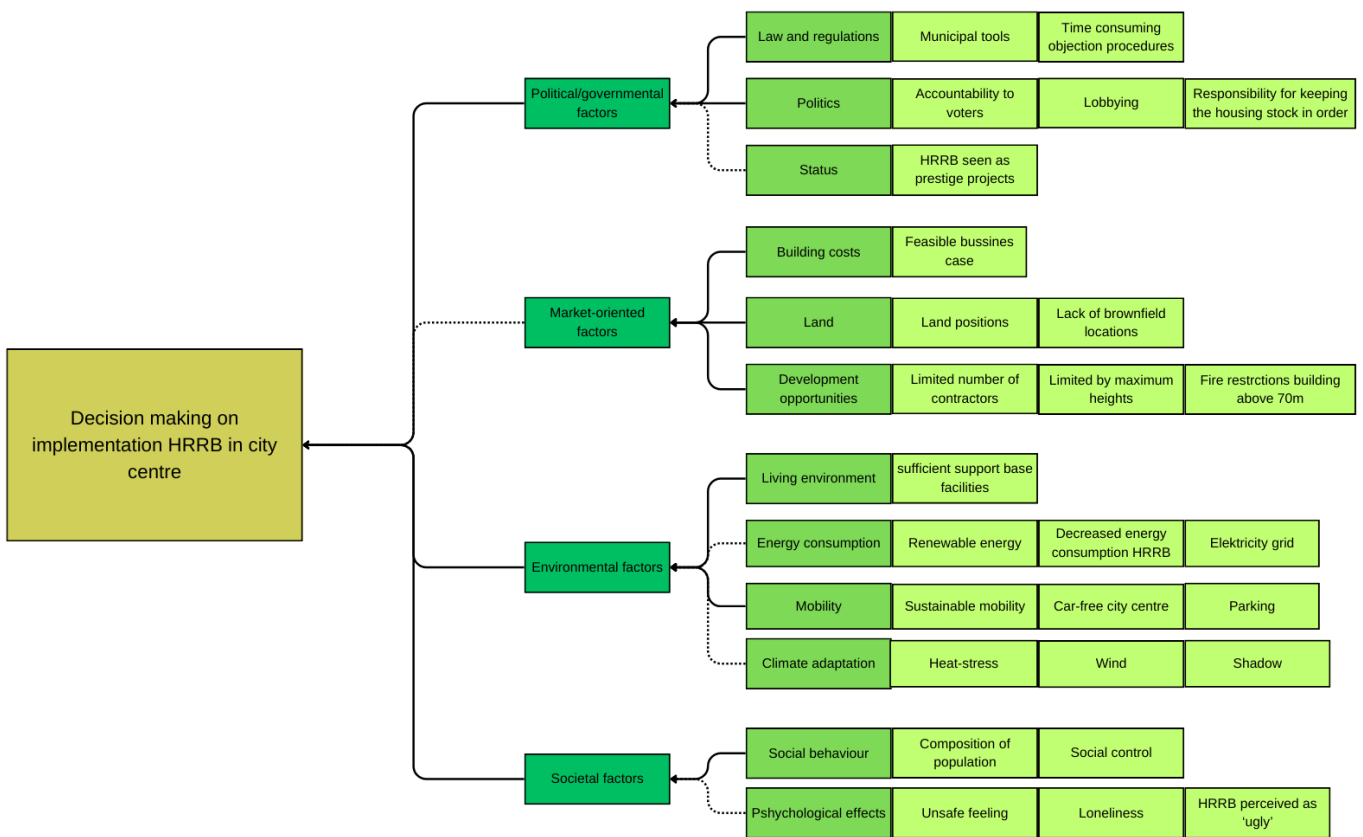 Decision making on
implementation HRRB in city
centre
Political/governmental
factors
Law and regulations
Municipal tools
Time consuming
objection procedures
Politics
Accountability to
voters
Lobbying
Responsibility for keeping
the housing stock in order
Status
HRRB seen as
prestige projects
Market-oriented
factors
Building costs
Feasible bussines
case
Land
Land positions
Lack of brownfield
locations
Development
opportunities
Limited number of
contractors
Limited by maximum
heights
Fire restrctions building
above 70m
Environmental factors
Living environment
sufficient support base
facilities
Energy consumption
Renewable energy
Decreased energy
consumption HRRB
Elektricity grid
Mobility
Sustainable mobility
Car-free city centre
Parking
Climate adaptation
Heat-stress
Wind
Shadow
Societal factors
Social behaviour
Composition of
population
Social control
Pshychological effects
Unsafe feeling
Loneliness
HRRB perceived as
‘ugly’